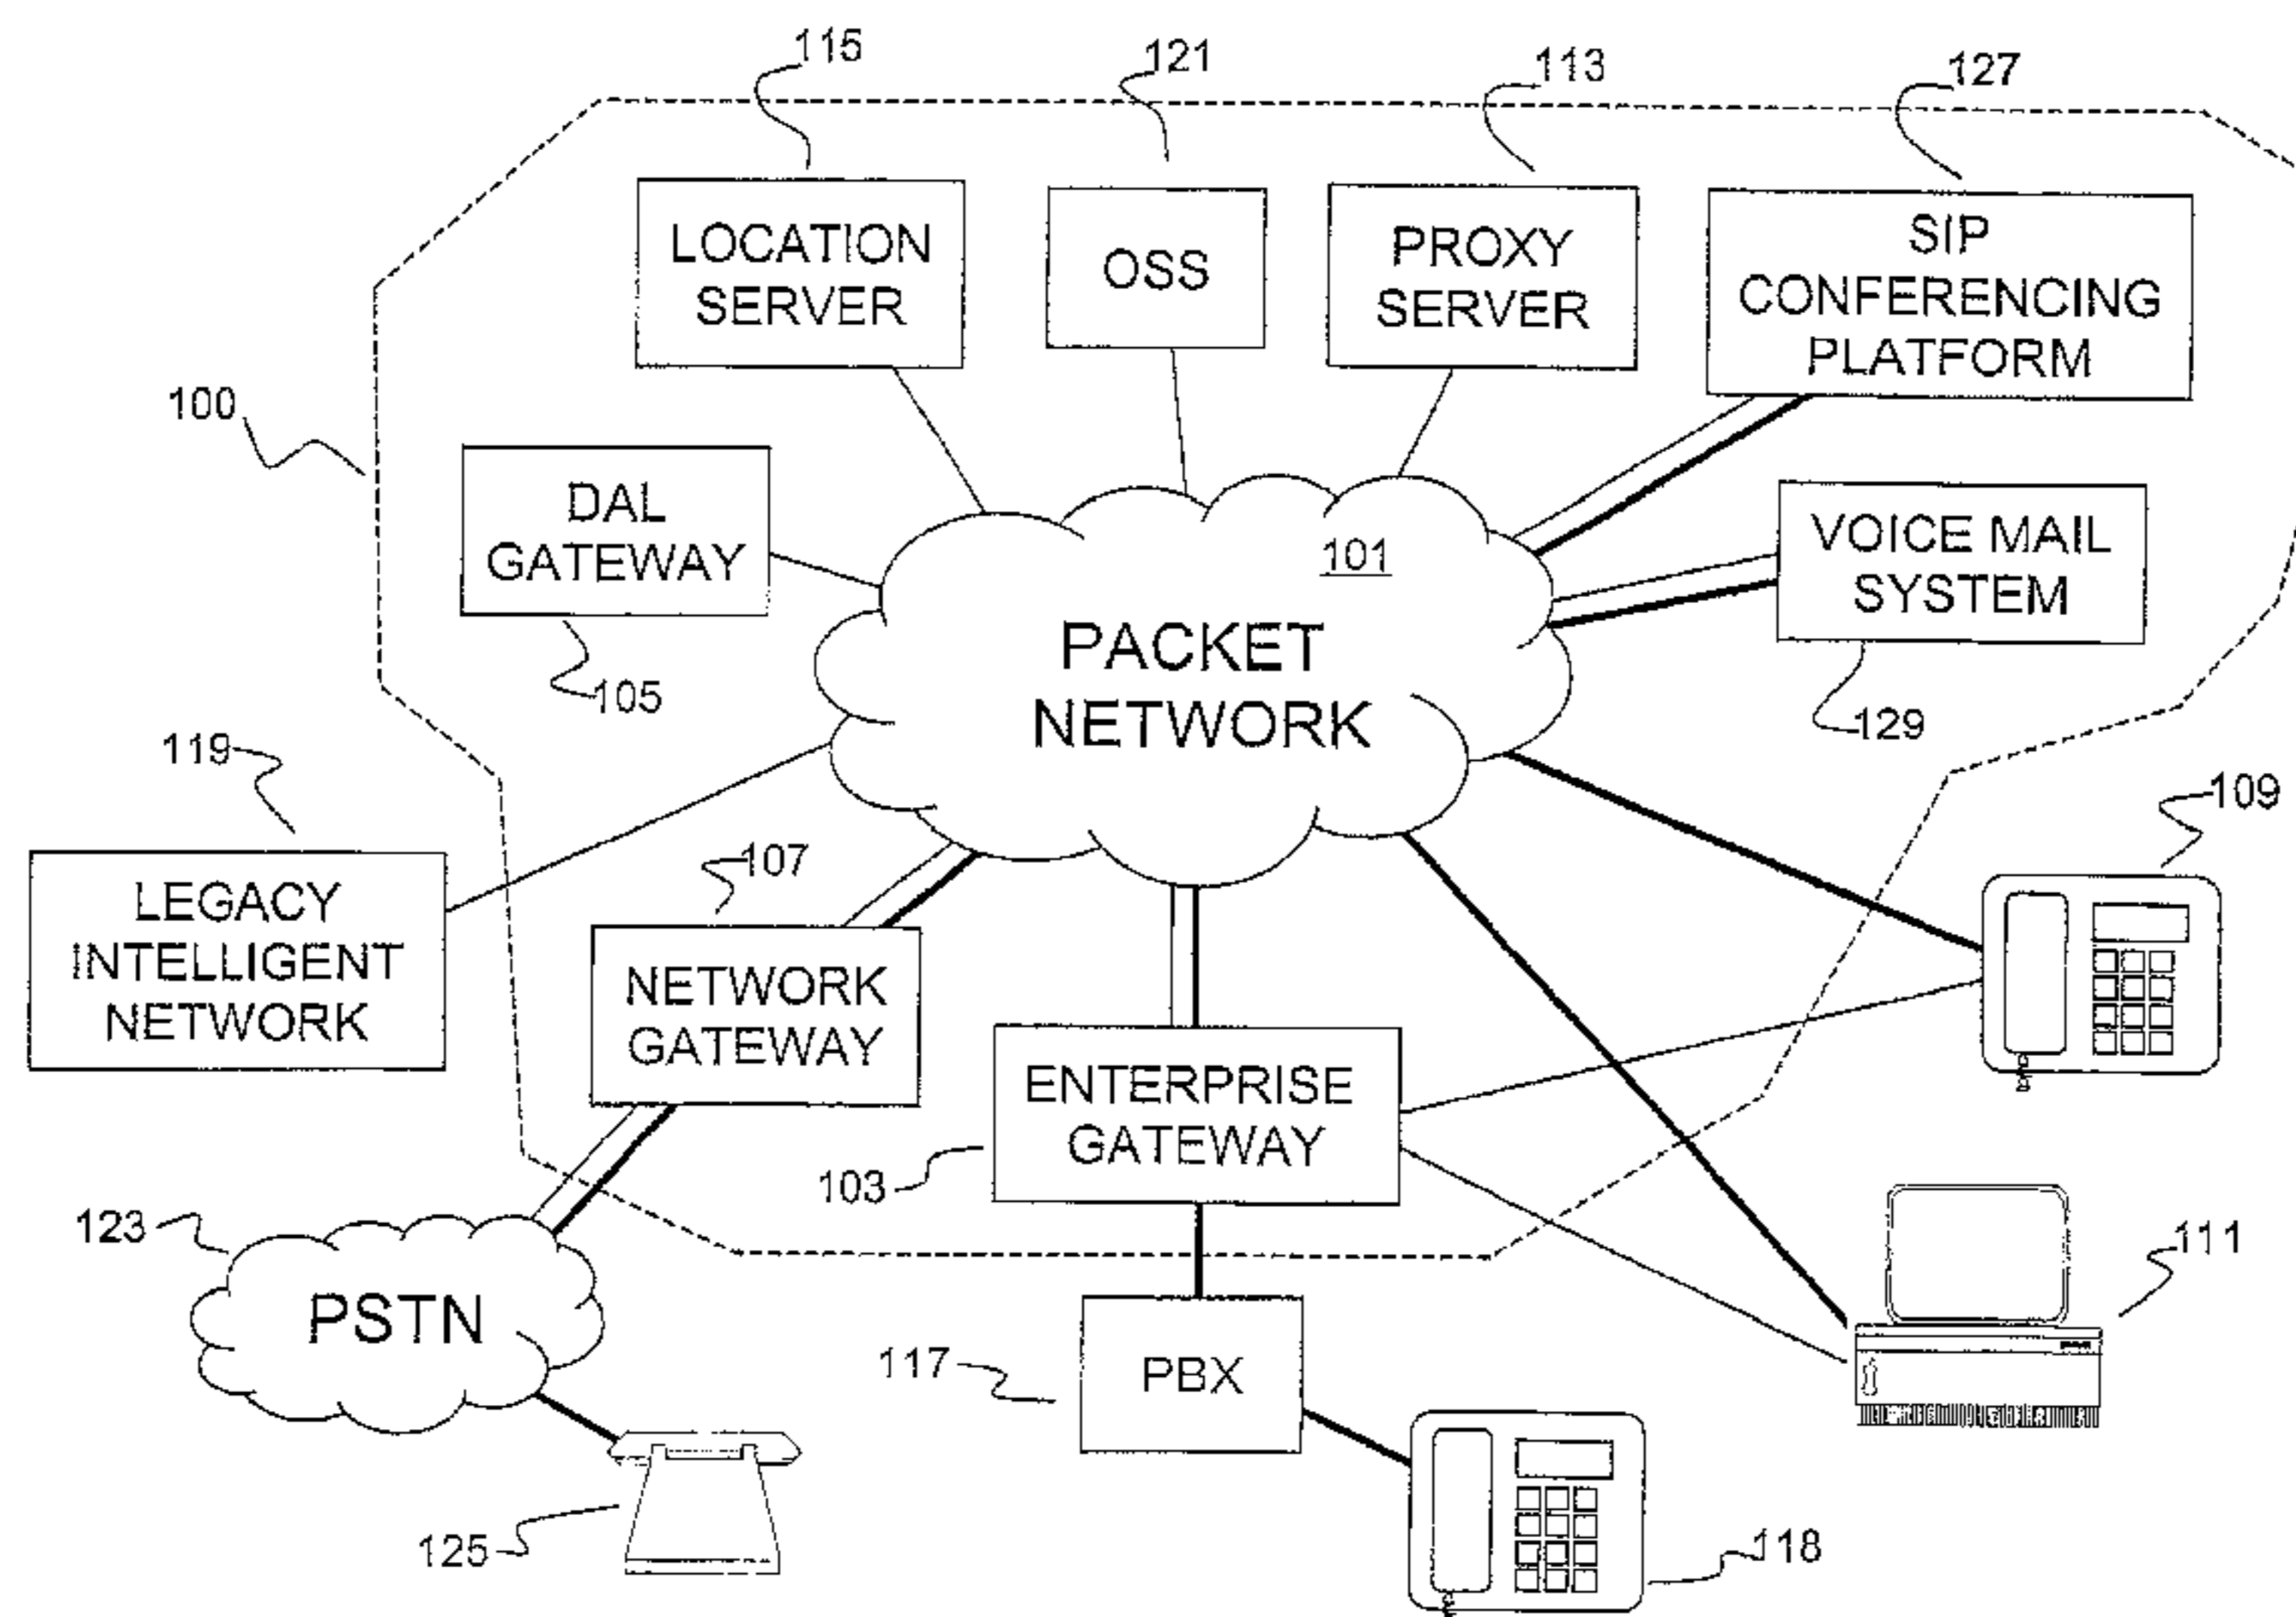 115
121
113
127
LOCATION
SERVER
OSS
PROXY
SERVER
SIP
CONFERENCING
PLATFORM
100
DAL
GATEWAY
105
101
PACKET
NETWORK
VOICE MAIL
SYSTEM
129
119
LEGACY
INTELLIGENT
NETWORK
107
NETWORK
GATEWAY
109
ENTERPRISE
GATEWAY
103
123
PSTN
111
117
PBX
125
118